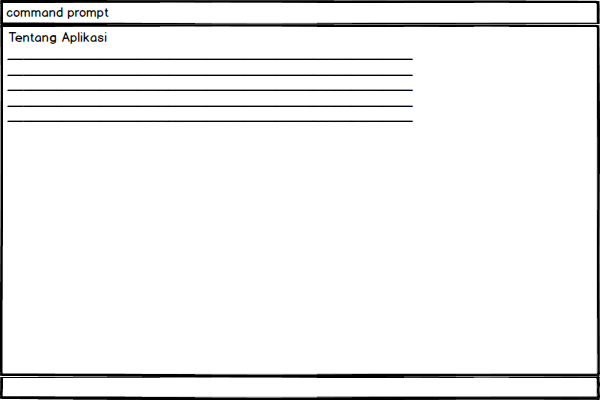 command prompt
Tentang Aplikasi